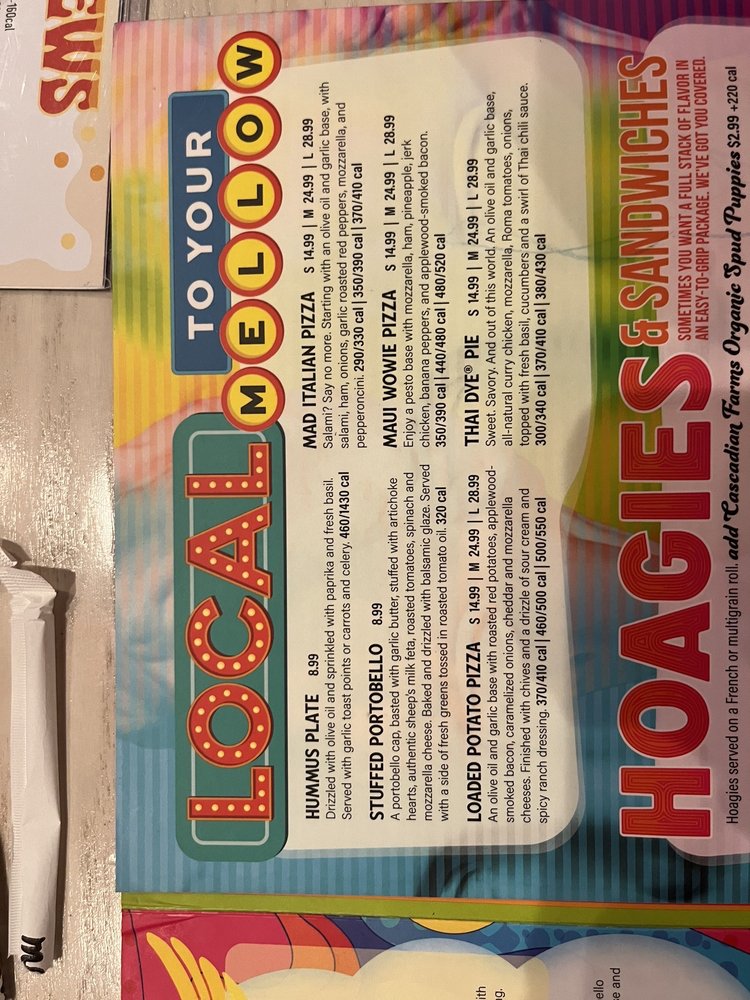 LOCAL TO YOUR MELLOW
HUMMUS PLATE 8.99
Drizzled with olive oil and sprinkled with paprika and fresh basil.
Served with garlic toast points or carrots and celery. 460/1430 cal
STUFFED PORTOBELLO 8.99
A portobello cap, basted with garlic butter, stuffed with artichoke
hearts, authentic sheep's milk feta, roasted tomatoes, spinach and
mozzarella cheese. Baked and drizzled with balsamic glaze. Served
with a side of fresh greens tossed in roasted tomato oil. 320 cal
LOADED POTATO PIZZA S 14.99 | M 24.99 | L 28.99
An olive oil and garlic base with roasted red potatoes, applewood-
smoked bacon, caramelized onions, cheddar and mozzarella
cheeses. Finished with chives and a drizzle of sour cream and
spicy ranch dressing. 370/410 cal | 460/500 cal | 500/550 cal
MAD ITALIAN PIZZA S 14.99 | M 24.99 | L 28.99
Salami? Say no more. Starting with an olive oil and garlic base, with
salami, ham, onions, garlic roasted red peppers, mozzarella, and
pepperoncini. 290/330 cal | 350/390 cal | 370/410 cal
MAUI WOWIE PIZZA S 14.99 | M 24.99 | L 28.99
Enjoy a pesto base with mozzarella, ham, pineapple, jerk
chicken, banana peppers, and applewood-smoked bacon.
350/390 cal | 440/480 cal | 480/520 cal
THAI DYE® PIE S 14.99 | M 24.99 | L 28.99
Sweet. Savory. And out of this world. An olive oil and garlic base,
all-natural curry chicken, mozzarella, Roma tomatoes, onions,
topped with fresh basil, cucumbers and a swirl of Thai chili sauce.
300/340 cal | 370/410 cal | 380/430 cal
HOAGIES & SANDWICHES
SOMETIMES YOU WANT A FULL STACK OF FLAVOR IN
AN EASY-TO-GRIP PACKAGE. WE'VE GOT YOU COVERED.
Hoagies served on a French or multigrain roll. add Cascadian Farms Organic Spud Puppies $2.99 +220 cal
160cal
EWS
ith
ng.
ello
e and